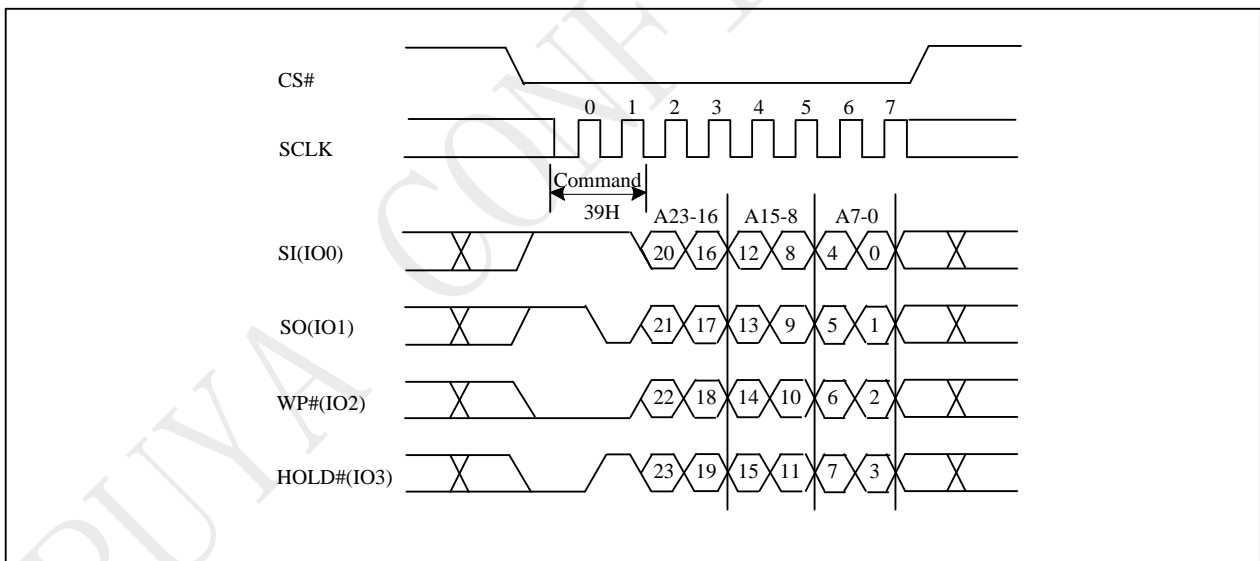 PUYA CONF
CS#
0 1 2 3 4 5 6 7
SCLK
Command
39H
A23-16 A15-8 A7-0
SI(IO0) 20 16 12 8 4 0
SO(IO1) 21 17 13 9 5 1
WP#(IO2) 22 18 14 10 6 2
HOLD#(IO3) 23 19 15 11 7 3